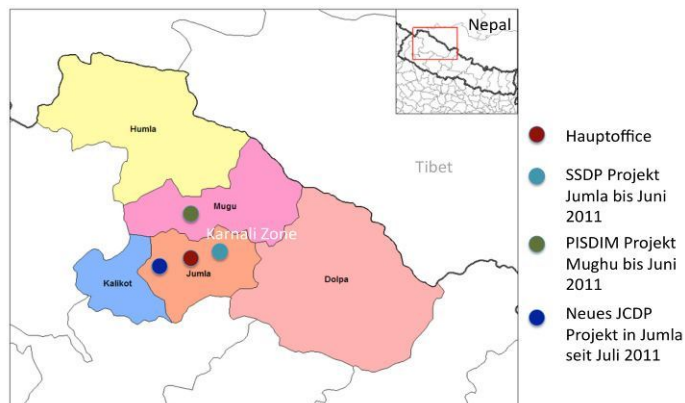 Nepal
Humla
Tibet
Mugu
Karnali Zone
Kalikot
Jumla
Dolpa
Hauptoffice
SSDP Projekt
Jumla bis Juni
2011
PISDIM Projekt
Mughu bis Juni
2011
Neues JCDP
Projekt in Jumla
seit Juli 2011